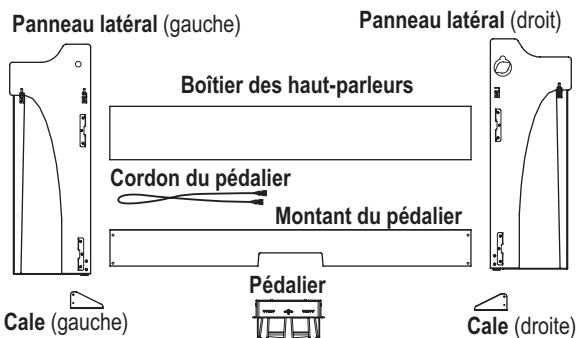 Panneau latéral (gauche)
Panneau latéral (droit)
Boîtier des haut-parleurs
Cordon du pédalier
Montant du pédalier
Pédalier
Cale (gauche)
Cale (droite)